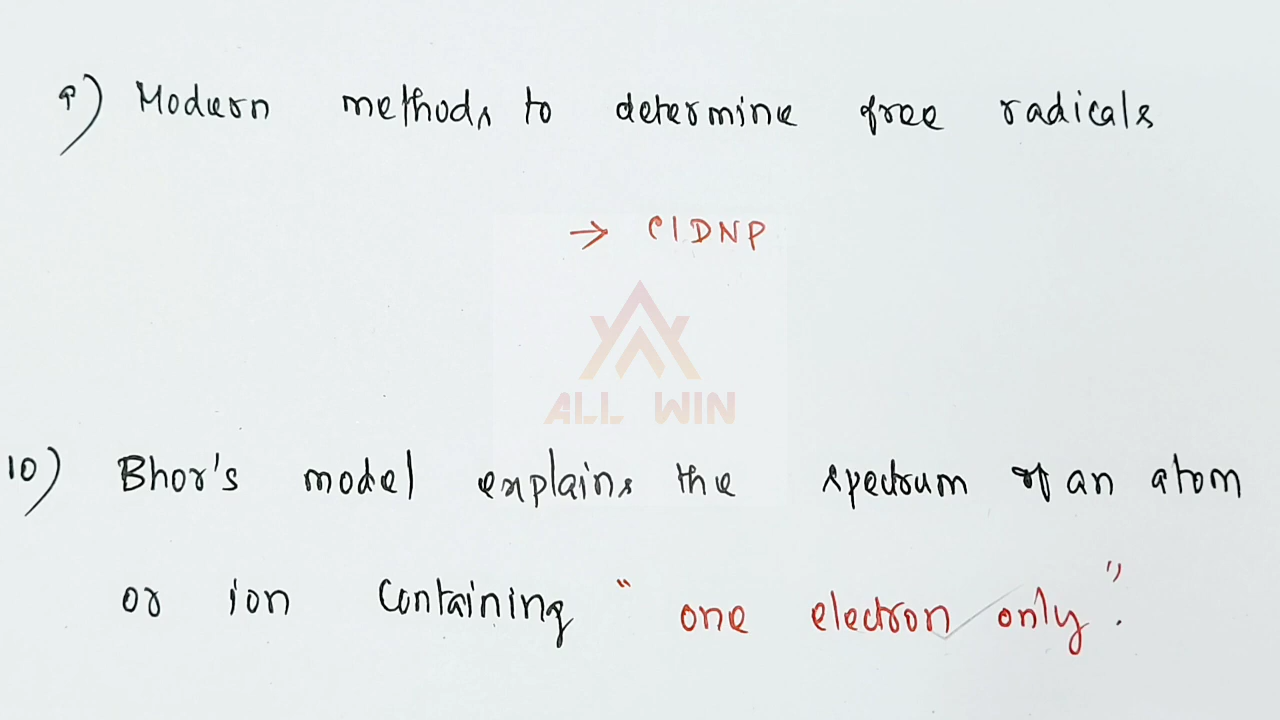 9) Modern methods to determine free radicals
→ CIDNP
ALL WIN
10) Bhor's model explains the spectrum of an atom
or ion containing " one electron only ".